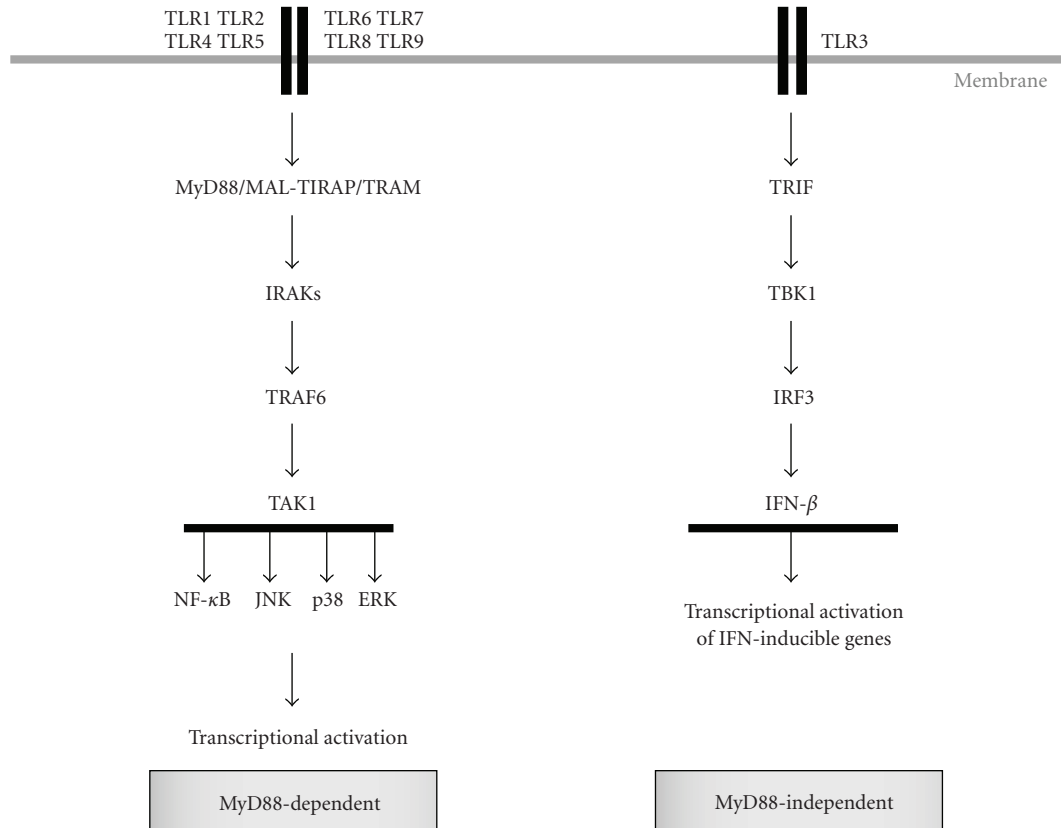 TLR1 TLR2
TLR4 TLR5
TLR6 TLR7
TLR8 TLR9
TLR3
Membrane
MyD88/MAL-TIRAP/TRAM
IRAKs
TRAF6
TAK1
NF-κB JNK p38 ERK
Transcriptional activation
MyD88-dependent
TRIF
TBK1
IRF3
IFN-β
Transcriptional activation
of IFN-inducible genes
MyD88-independent